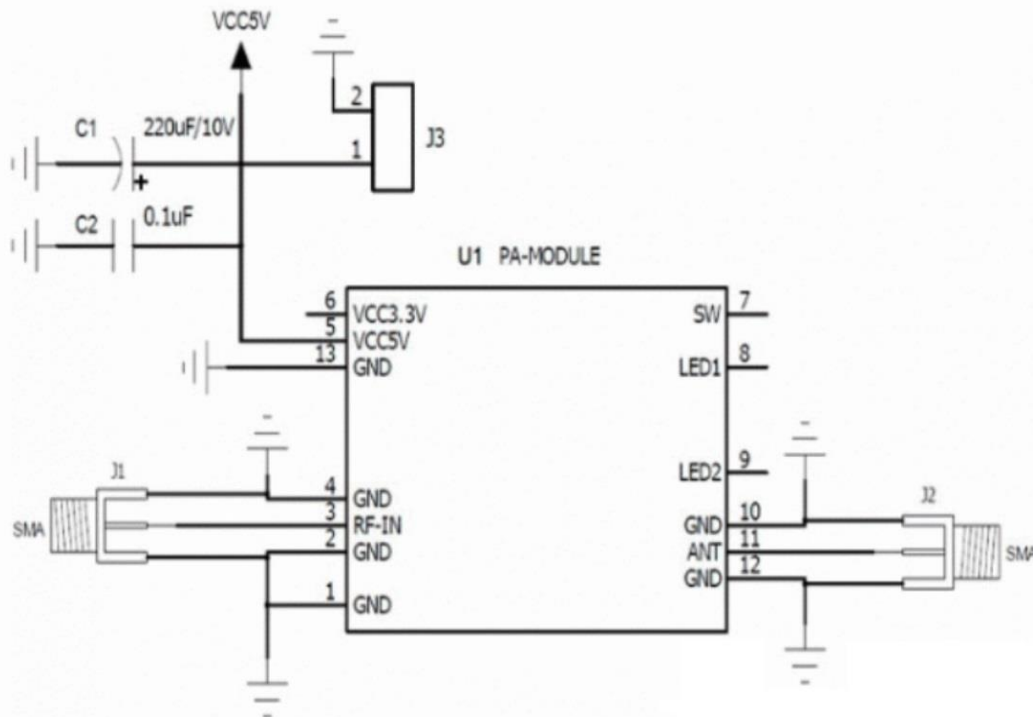 VCC5V
C1 220uF/10V
+
C2 0.1uF
2
1
J3
U1 PA-MODULE
6 VCC3.3V
5 VCC5V
13 GND
4 GND
3 RF-IN
2 GND
1 GND
SW 7
LED1 8
LED2 9
GND 10
ANT 11
GND 12
J1
SMA
J2
SMA